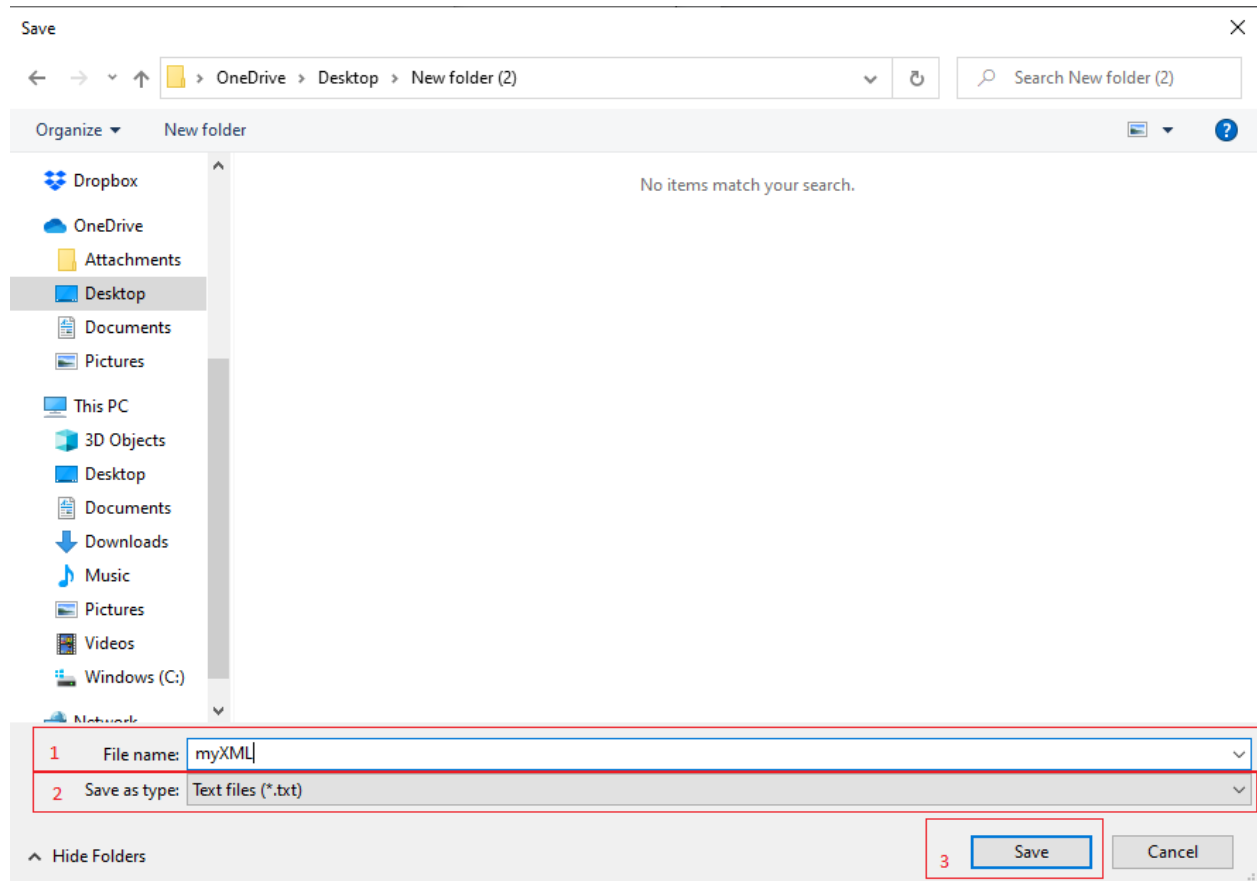 Save
OneDrive > Desktop > New folder (2)
Search New folder (2)
Organize
New folder
?
Dropbox
OneDrive
Attachments
Desktop
Documents
Pictures
This PC
3D Objects
Desktop
Documents
Downloads
Music
Pictures
Videos
Windows (C:)
Network
No items match your search.
1 File name: myXML
2 Save as type: Text files (*.txt)
Hide Folders
3 Save
Cancel